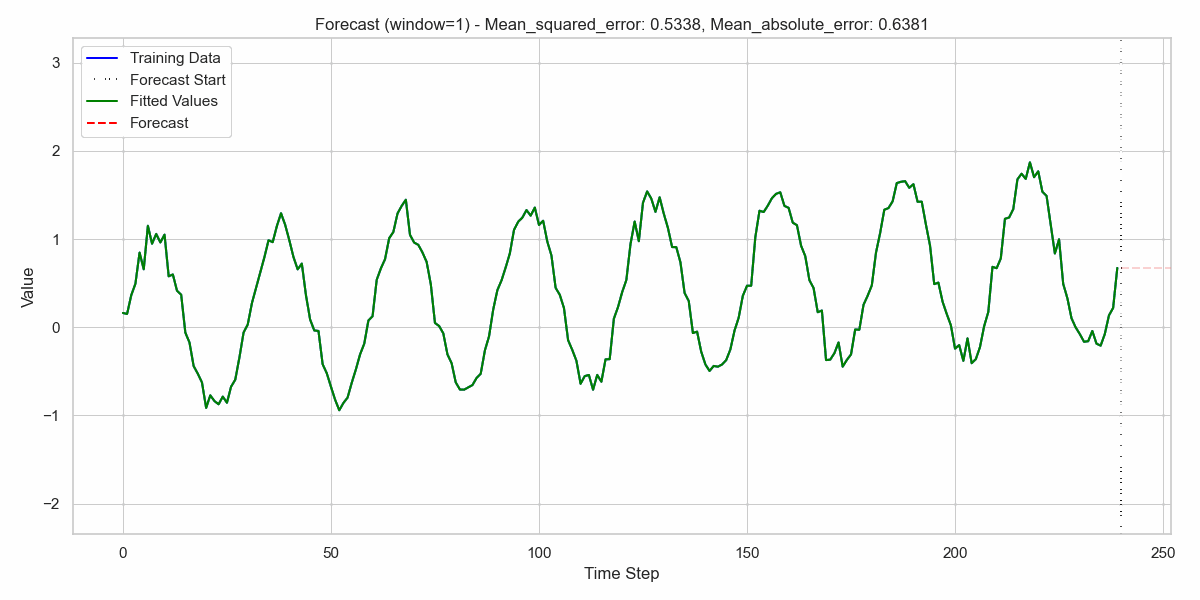 Forecast (window=1) - Mean_squared_error: 0.5338, Mean_absolute_error: 0.6381
Training Data
Forecast Start
Fitted Values
Forecast
3
2
1
0
−1
−2
Value
0 50 100 150 200 250
Time Step